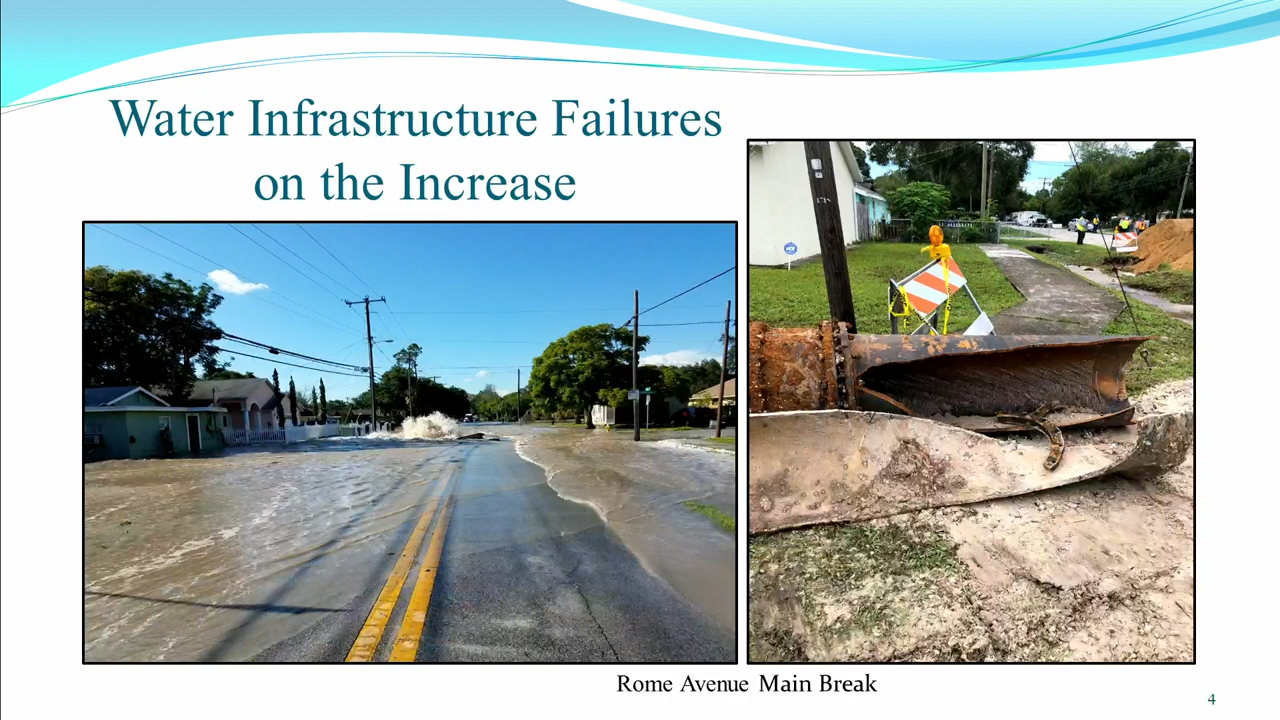 Water Infrastructure Failures
on the Increase
Rome Avenue Main Break
4